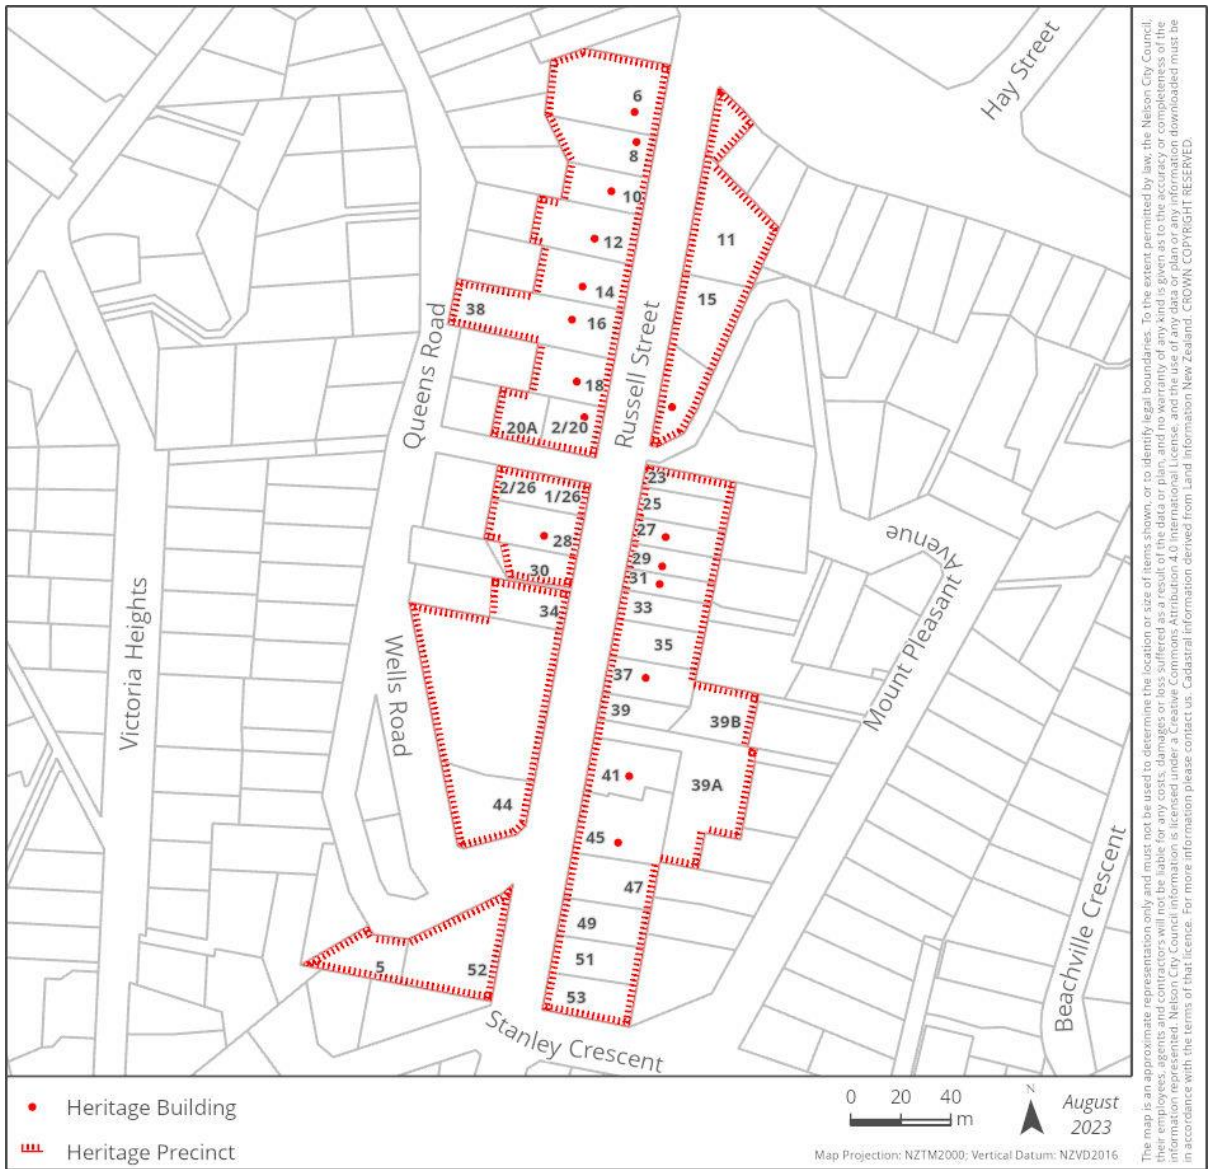 Hay Street
6
8
10
11
12
14
15
38
16
Queens Road
Russell Street
18
20A
2/20
23
2/26
1/26
25
27
28
29
Avenue
30
31
34
33
Victoria Heights
Wells Road
35
37
Mount Pleasant
39
39B
41
39A
44
45
47
Beachville Crescent
49
51
5
52
53
Stanley Crescent
Heritage Building
Heritage Precinct
0 20 40
m
N
August
2023
Map Projection: NZTM2000; Vertical Datum: NZVD2016
The map is an approximate representation only and must not be used to determine the location or size of items shown, or to identify legal boundaries. To the extent permitted by law, the Nelson City Council,
their employees, agents and contractors will not be liable for any costs, damages or loss suffered as a result of the data or plan, and no warranty of any kind is given as to the accuracy or completeness of the
information represented. Nelson City Council information is licensed under a Creative Commons Attribution 4.0 International License, and the use of any data or plan or any information downloaded must be
in accordance with the terms of that licence. For more information please contact us. Cadastral information derived from Land Information New Zealand. CROWN COPYRIGHT RESERVED.